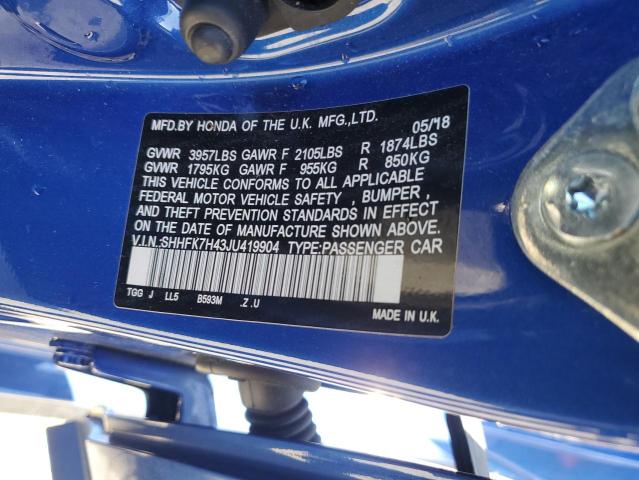 MFD.BY HONDA OF THE U.K. MFG.,LTD. 05/18
GVWR 3957LBS GAWR F 2105LBS R 1874LBS
GVWR 1795KG GAWR F 955KG R 850KG
THIS VEHICLE CONFORMS TO ALL APPLICABLE
FEDERAL MOTOR VEHICLE SAFETY , BUMPER ,
AND THEFT PREVENTION STANDARDS IN EFFECT
ON THE DATE OF MANUFACTURE SHOWN ABOVE.
V.I.N.:SHHFK7H43JU419904 TYPE:PASSENGER CAR
TGG J LL5 B593M .Z.U
MADE IN U.K.